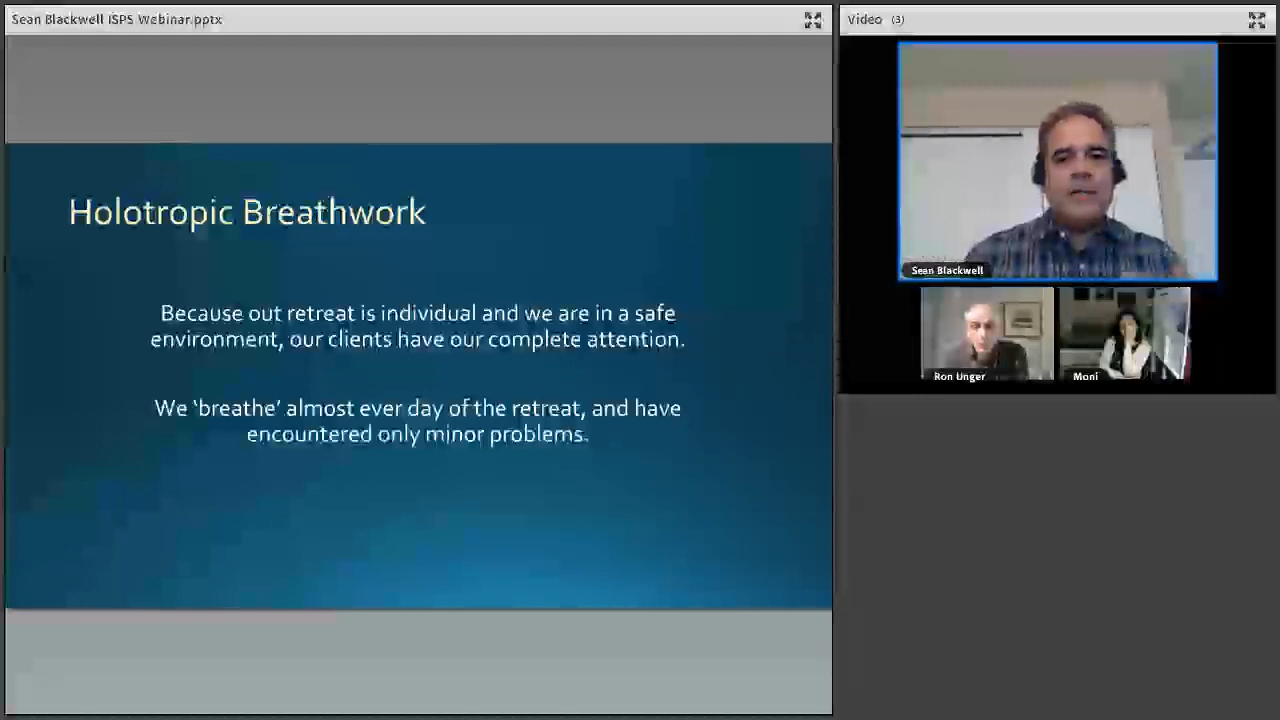 Sean Blackwell ISPS Webinar.pptx
Video (3)
Holotropic Breathwork
Because out retreat is individual and we are in a safe
environment, our clients have our complete attention.
We ‘breathe’ almost ever day of the retreat, and have
encountered only minor problems.
Sean Blackwell
Ron Unger
Moni